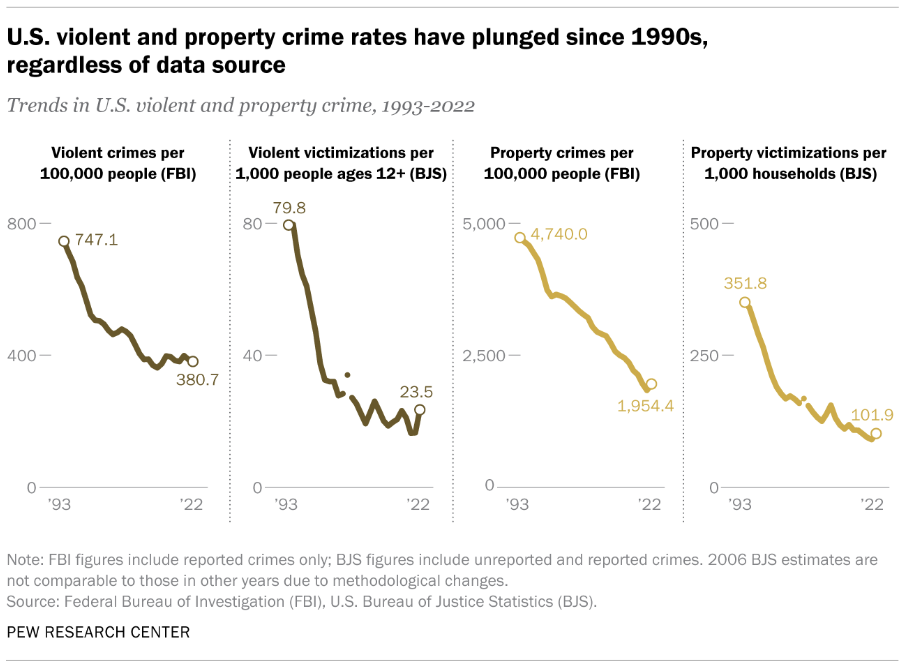 U.S. violent and property crime rates have plunged since 1990s,
regardless of data source
Trends in U.S. violent and property crime, 1993-2022
Violent crimes per
100,000 people (FBI)
800
747.1
400
380.7
0
’93
’22
Violent victimizations per
1,000 people ages 12+ (BJS)
79.8
80
40
23.5
0
’93
’22
Property crimes per
100,000 people (FBI)
5,000
4,740.0
2,500
1,954.4
0
’93
’22
Property victimizations per
1,000 households (BJS)
500
351.8
250
101.9
0
’93
’22
Note: FBI figures include reported crimes only; BJS figures include unreported and reported crimes. 2006 BJS estimates are
not comparable to those in other years due to methodological changes.
Source: Federal Bureau of Investigation (FBI), U.S. Bureau of Justice Statistics (BJS).
PEW RESEARCH CENTER